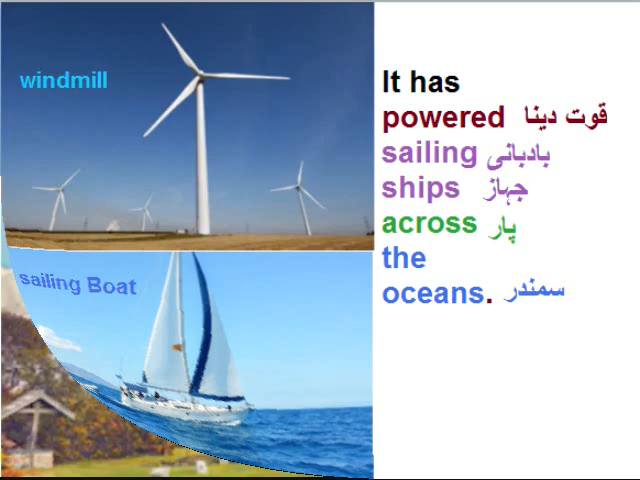 windmill
sailing Boat
It has
powered قوت دینا
sailing بادبانی
ships جہاز
across پار
the
oceans. سمندر